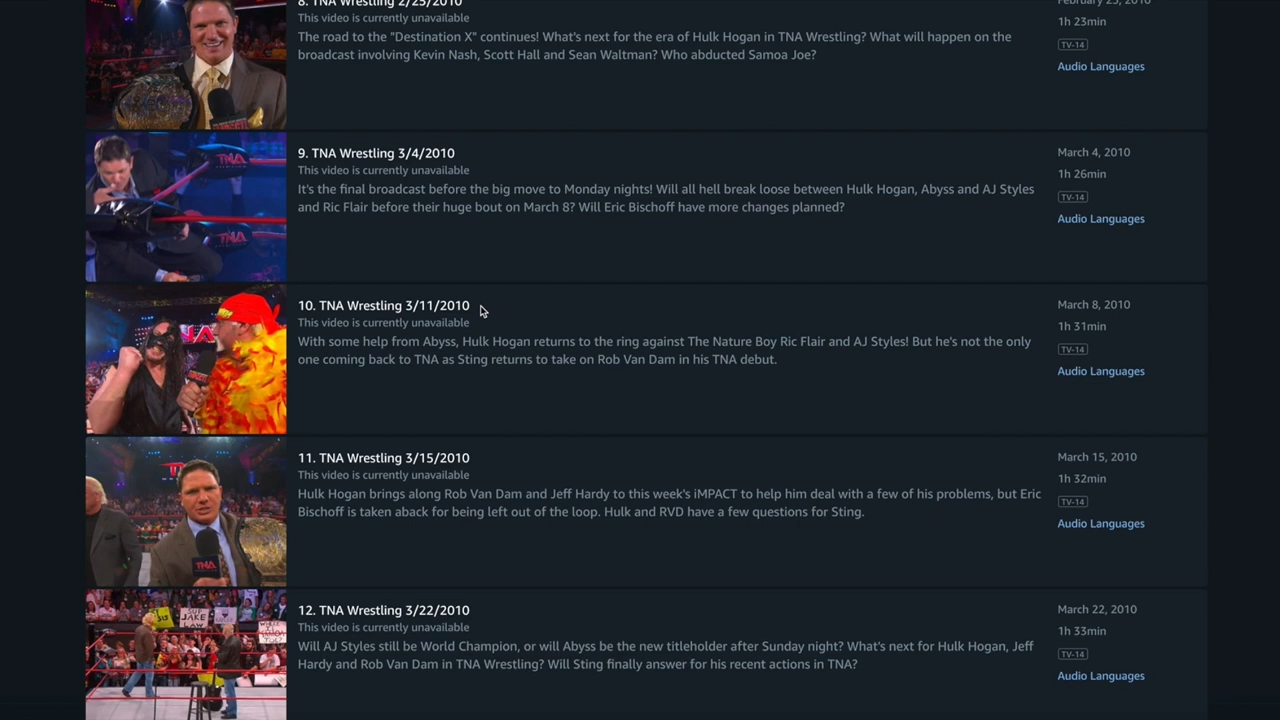 8. TNA Wrestling 2/25/2010
February 25, 2010
This video is currently unavailable
1h 23min
The road to the "Destination X" continues! What's next for the era of Hulk Hogan in TNA Wrestling? What will happen on the
TV-14
broadcast involving Kevin Nash, Scott Hall and Sean Waltman? Who abducted Samoa Joe?
Audio Languages
9. TNA Wrestling 3/4/2010
March 4, 2010
This video is currently unavailable
1h 26min
It's the final broadcast before the big move to Monday nights! Will all hell break loose between Hulk Hogan, Abyss and AJ Styles
TV-14
and Ric Flair before their huge bout on March 8? Will Eric Bischoff have more changes planned?
Audio Languages
TNA
TNA
10. TNA Wrestling 3/11/2010
March 8, 2010
This video is currently unavailable
1h 31min
With some help from Abyss, Hulk Hogan returns to the ring against The Nature Boy Ric Flair and AJ Styles! But he's not the only
TV-14
one coming back to TNA as Sting returns to take on Rob Van Dam in his TNA debut.
Audio Languages
11. TNA Wrestling 3/15/2010
March 15, 2010
This video is currently unavailable
1h 32min
Hulk Hogan brings along Rob Van Dam and Jeff Hardy to this week's iMPACT to help him deal with a few of his problems, but Eric
TV-14
Bischoff is taken aback for being left out of the loop. Hulk and RVD have a few questions for Sting.
Audio Languages
TNA
12. TNA Wrestling 3/22/2010
March 22, 2010
This video is currently unavailable
1h 33min
Will AJ Styles still be World Champion, or will Abyss be the new titleholder after Sunday night? What's next for Hulk Hogan, Jeff
TV-14
Hardy and Rob Van Dam in TNA Wrestling? Will Sting finally answer for his recent actions in TNA?
Audio Languages